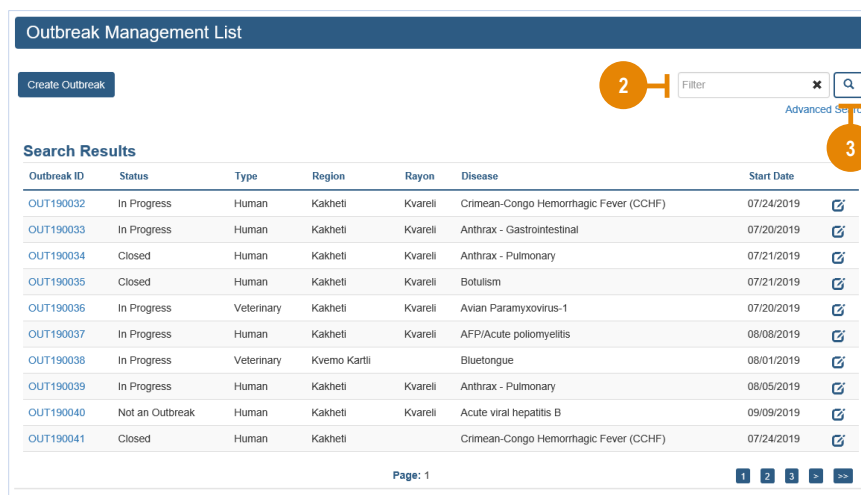 Outbreak Management List
Create Outbreak
2
Filter
Advanced
3
Search Results
Outbreak ID Status Type Region Rayon Disease Start Date
OUT190032 In Progress Human Kakheti Kvareli Crimean-Congo Hemorrhagic Fever (CCHF) 07/24/2019
OUT190033 In Progress Human Kakheti Kvareli Anthrax - Gastrointestinal 07/20/2019
OUT190034 Closed Human Kakheti Kvareli Anthrax - Pulmonary 07/21/2019
OUT190035 Closed Human Kakheti Kvareli Botulism 07/21/2019
OUT190036 In Progress Veterinary Kakheti Kvareli Avian Paramyxovirus-1 07/20/2019
OUT190037 In Progress Human Kakheti Kvareli AFP/Acute poliomyelitis 08/08/2019
OUT190038 In Progress Veterinary Kvemo Kartli Bluetongue 08/01/2019
OUT190039 In Progress Human Kakheti Kvareli Anthrax - Pulmonary 08/05/2019
OUT190040 Not an Outbreak Human Kakheti Kvareli Acute viral hepatitis B 09/09/2019
OUT190041 Closed Human Kakheti Crimean-Congo Hemorrhagic Fever (CCHF) 07/24/2019
Page: 1 1 2 3 > >>